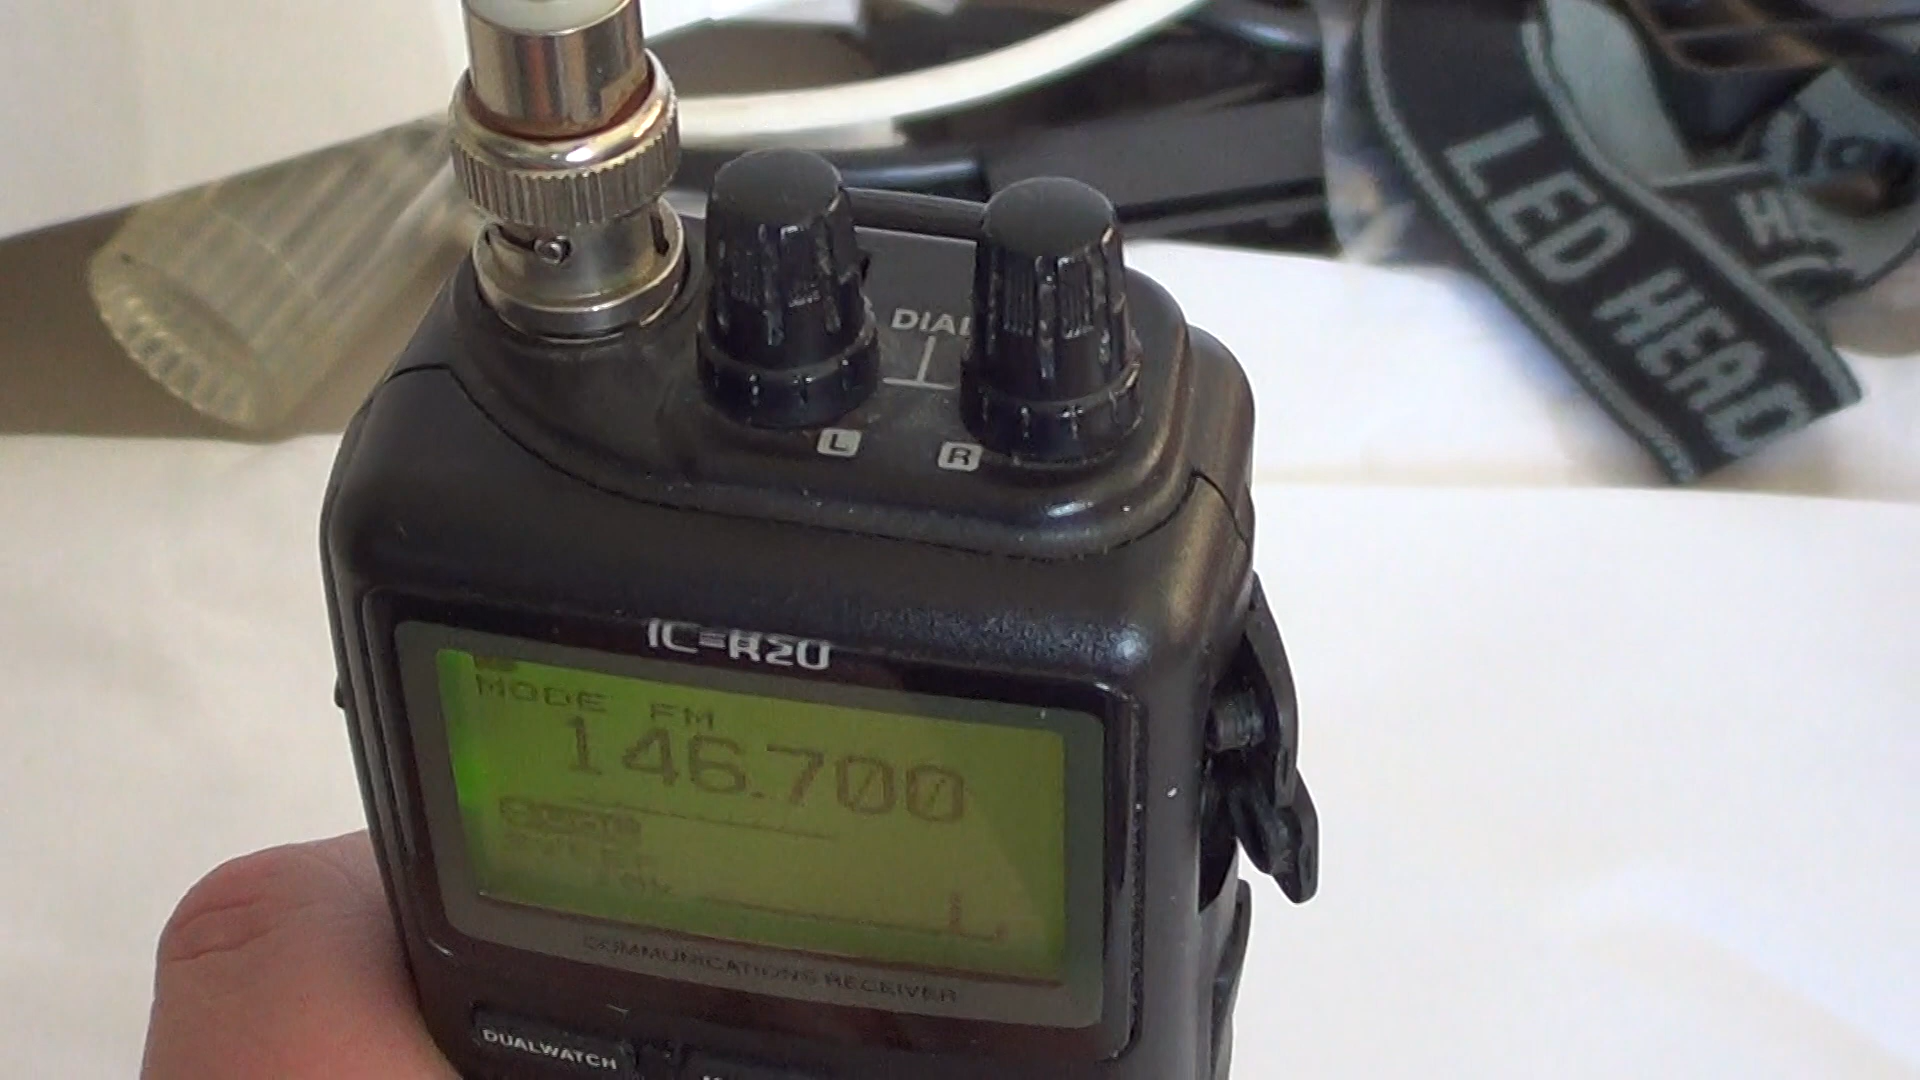 LED HEAD
DIAL
L R
IC-R20
MODE FM
146.700
COMMUNICATIONS RECEIVER
DUALWATCH